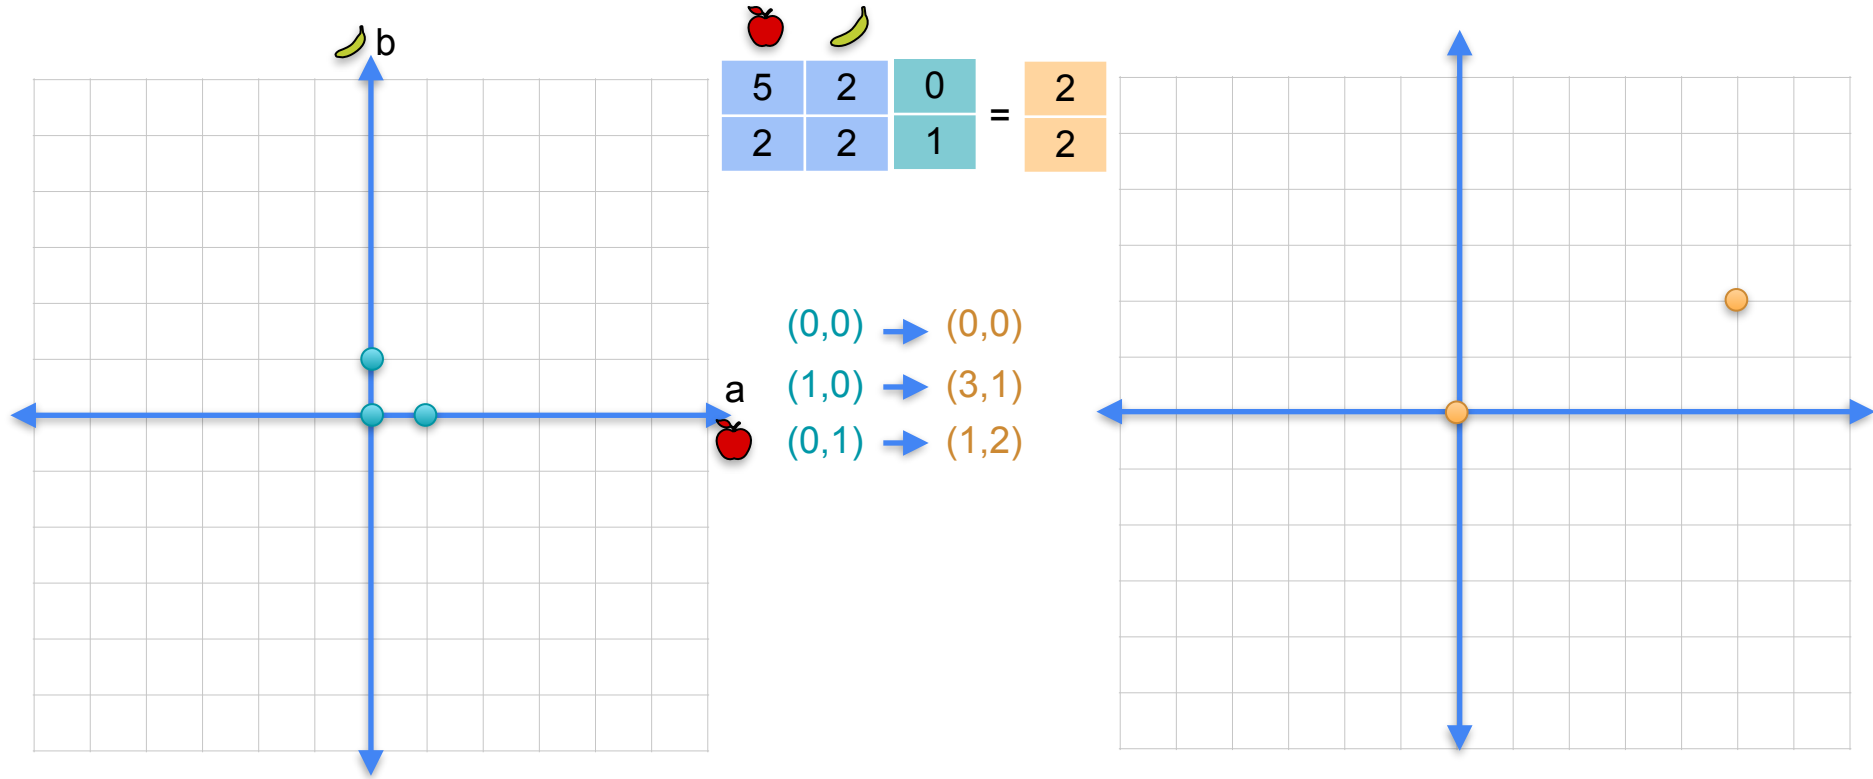 b
5 2 0 = 2
2 2 1 2
(0,0) (0,0)
(1,0) (3,1)
a
(0,1) (1,2)